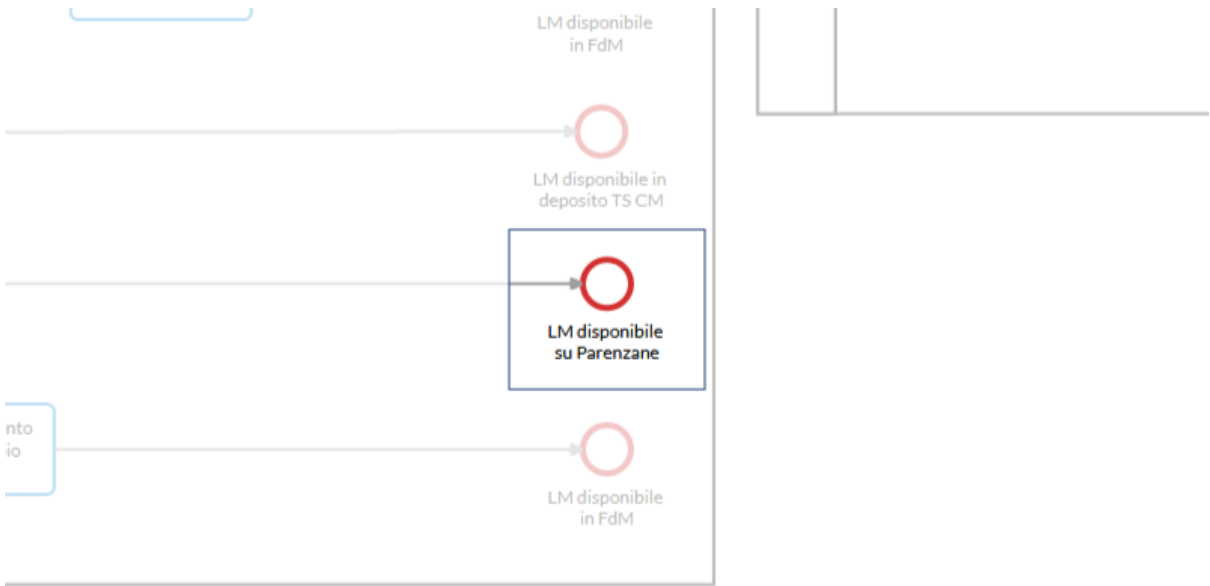 LM disponibile
in FdM
LM disponibile in
deposito TS CM
LM disponibile
su Parenzane
nto
io
LM disponibile
in FdM